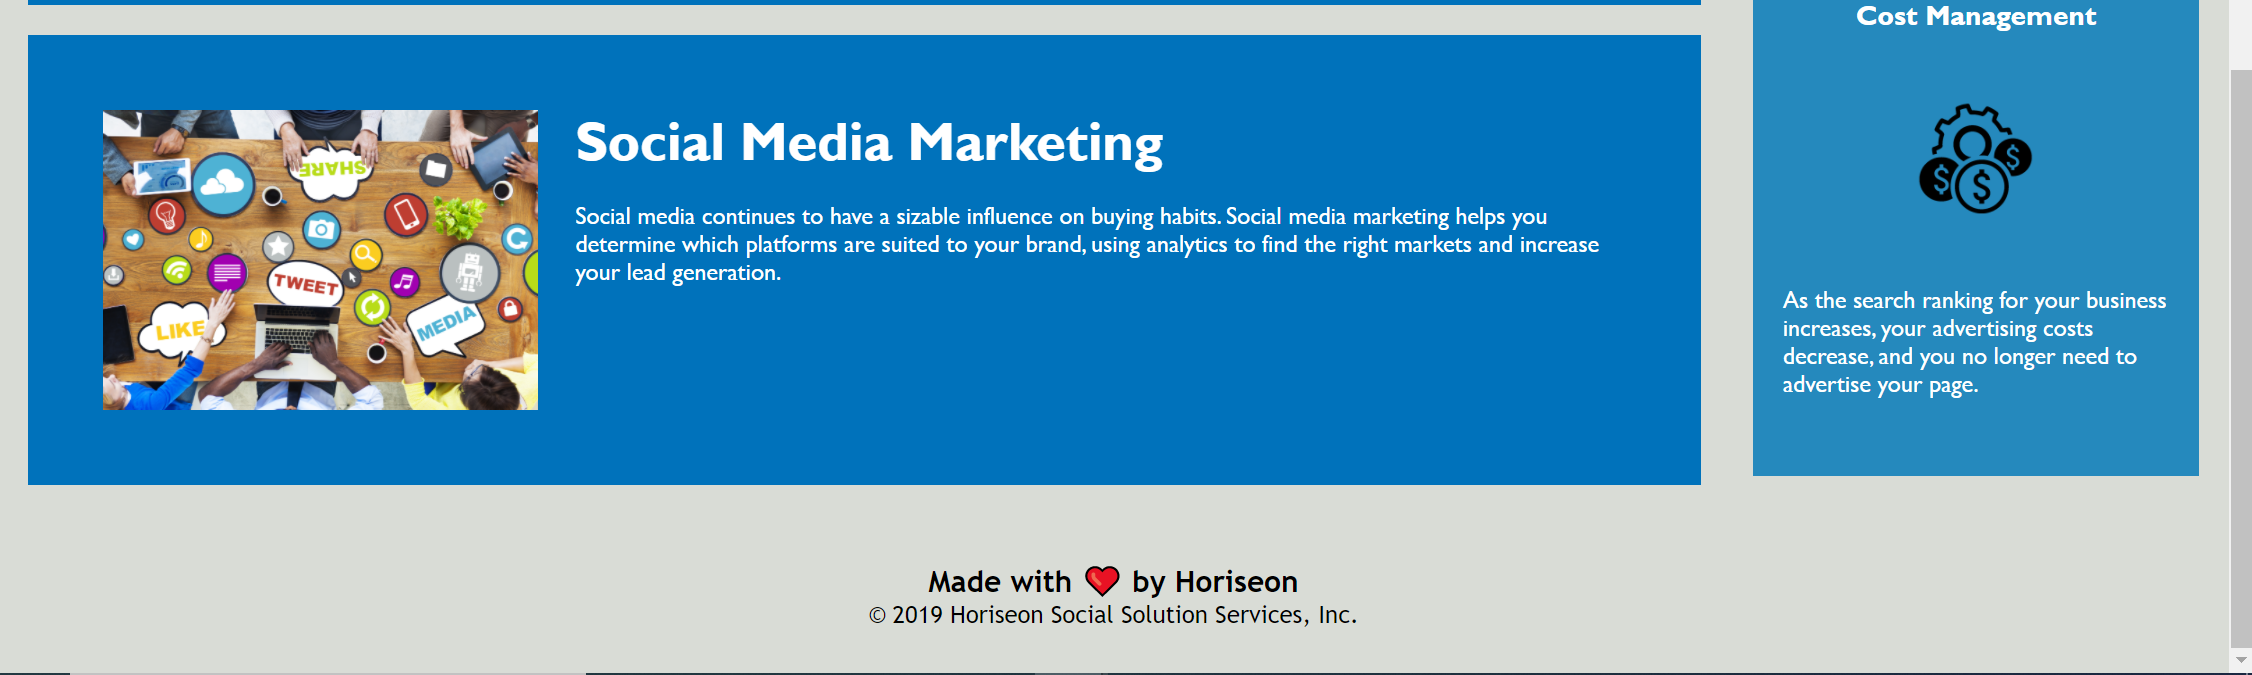 Cost Management
SHARE
TWEET
LIKE
MEDIA
Social Media Marketing
Social media continues to have a sizable influence on buying habits. Social media marketing helps you
determine which platforms are suited to your brand, using analytics to find the right markets and increase
your lead generation.
$
$
$
As the search ranking for your business
increases, your advertising costs
decrease, and you no longer need to
advertise your page.
Made with ❤ by Horiseon
© 2019 Horiseon Social Solution Services, Inc.